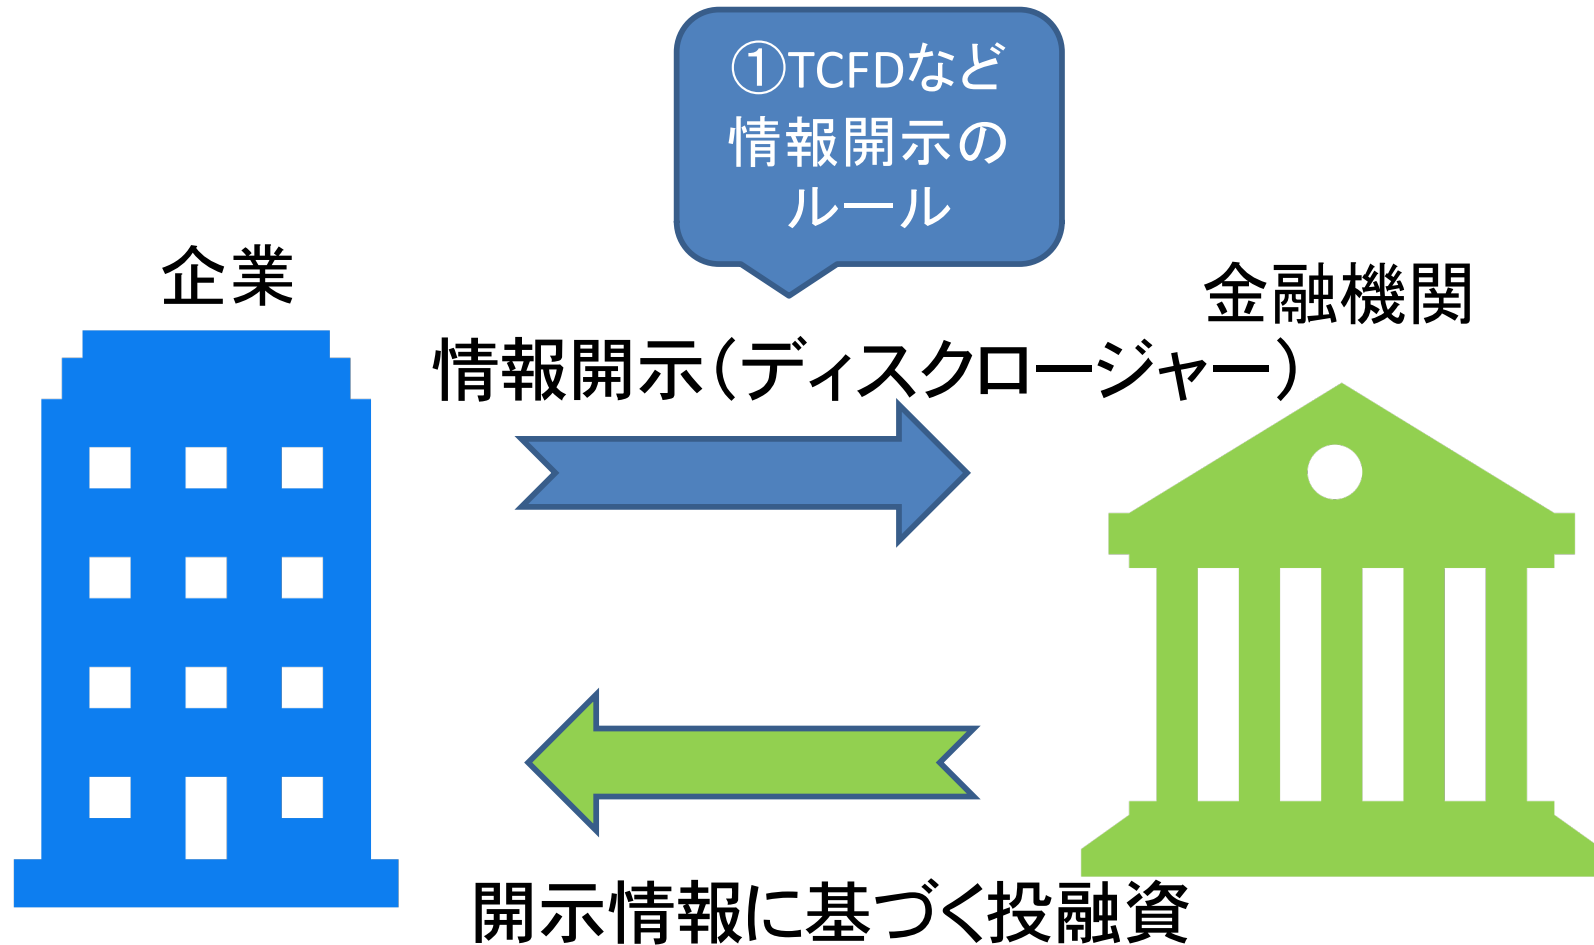 ①TCFDなど
情報開示の
ルール
企業
金融機関
情報開示（ディスクロージャー）
開示情報に基づく投融資